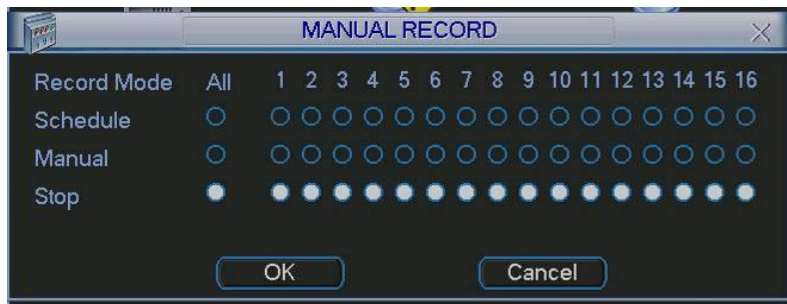 MANUAL RECORD
Record Mode All 1 2 3 4 5 6 7 8 9 10 11 12 13 14 15 16
Schedule
Manual
Stop
OK Cancel